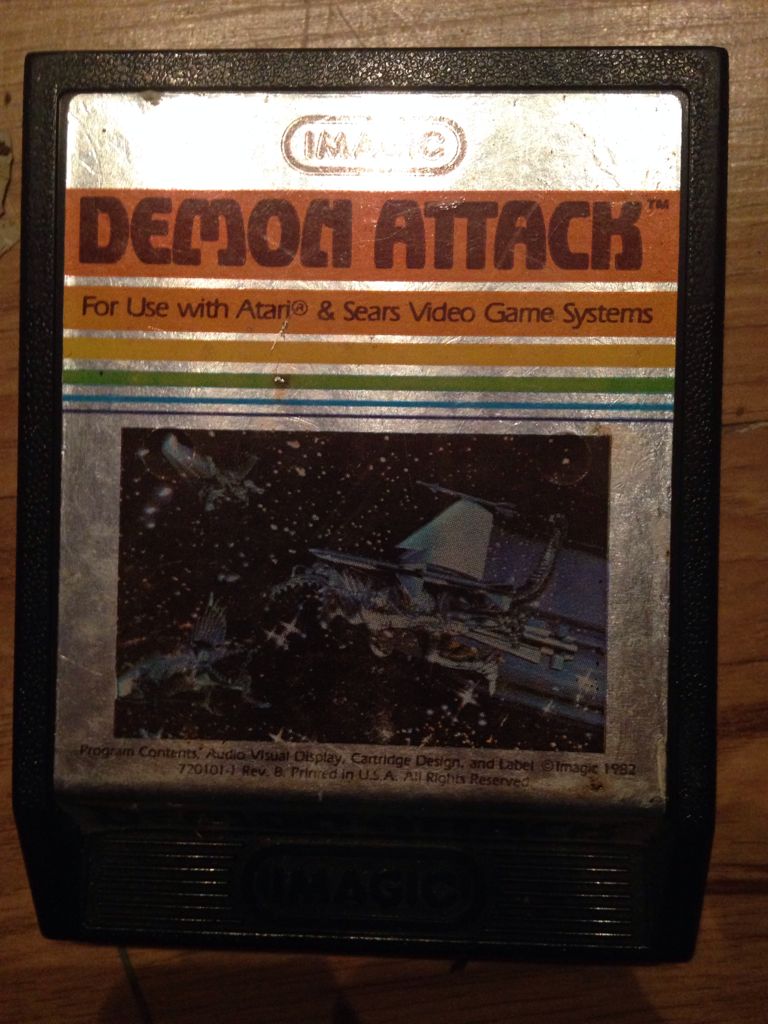 IMAGIC
DEMON ATTACK™
For Use with Atari® & Sears Video Game Systems
Program Contents, Audio Visual Display, Cartridge Design, and Label ©Imagic 1982
720101-1 Rev. B. Printed in U.S.A. All Rights Reserved.
IMAGIC